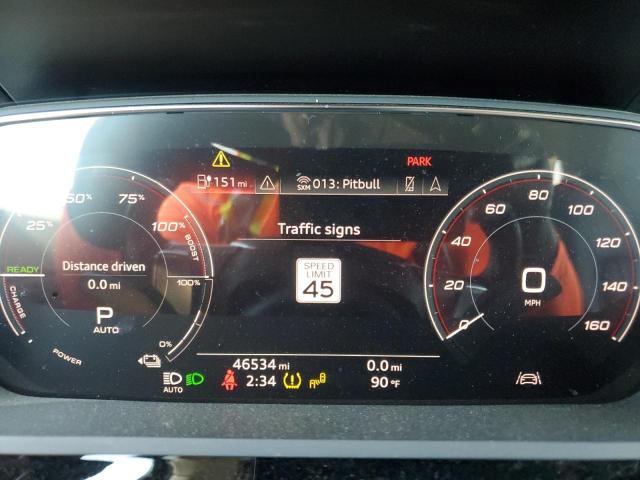 PARK
151 mi
SXM 013: Pitbull
Traffic signs
SPEED
LIMIT
45
50%
75%
25%
100%
BOOST
READY
CHARGE
Distance driven
0.0 mi
100%
P
AUTO
POWER
0%
0
20
40
60
80
100
120
140
160
0
MPH
46534 mi
0.0 mi
AUTO
2:34
90 °F